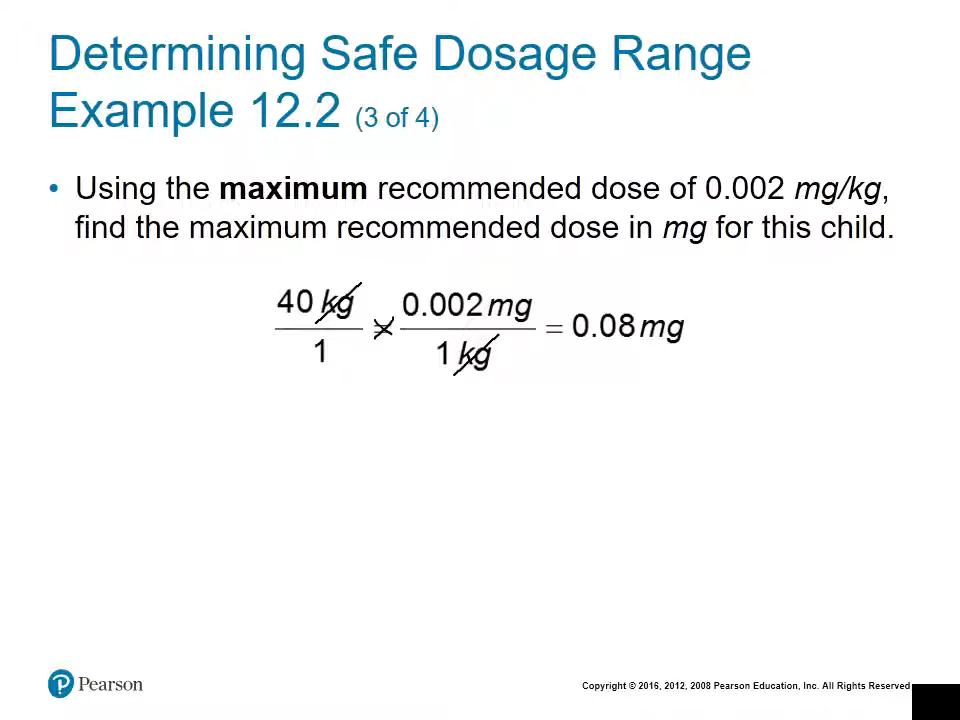 Determining Safe Dosage Range
Example 12.2 (3 of 4)
• Using the maximum recommended dose of 0.002 mg/kg,
find the maximum recommended dose in mg for this child.
40 kg / 1 × 0.002 mg / 1 kg = 0.08 mg
Pearson
Copyright © 2016, 2012, 2008 Pearson Education, Inc. All Rights Reserved